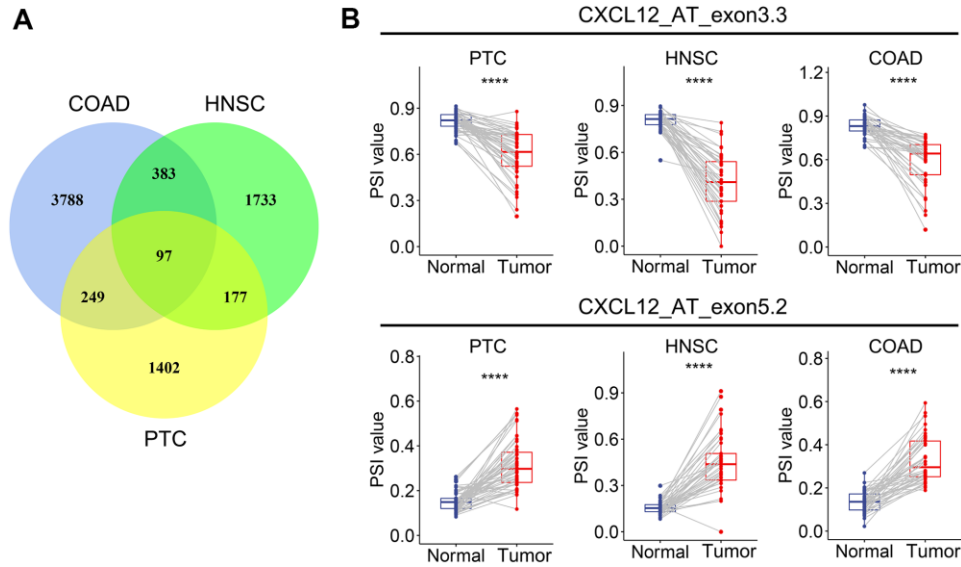 A
COAD
HNSC
383
3788
1733
97
249
177
1402
PTC
B
CXCL12_AT_exon3.3
PTC
HNSC
COAD
PSI value
0.9
0.6
0.3
0.0
****
Normal Tumor
PSI value
0.9
0.6
0.3
0.0
****
Normal Tumor
PSI value
1.2
0.9
0.6
0.3
0.0
****
Normal Tumor
CXCL12_AT_exon5.2
PTC
HNSC
COAD
PSI value
0.8
0.6
0.4
0.2
0.0
****
Normal Tumor
PSI value
0.9
0.6
0.3
0.0
****
Normal Tumor
PSI value
0.8
0.6
0.4
0.2
0.0
****
Normal Tumor